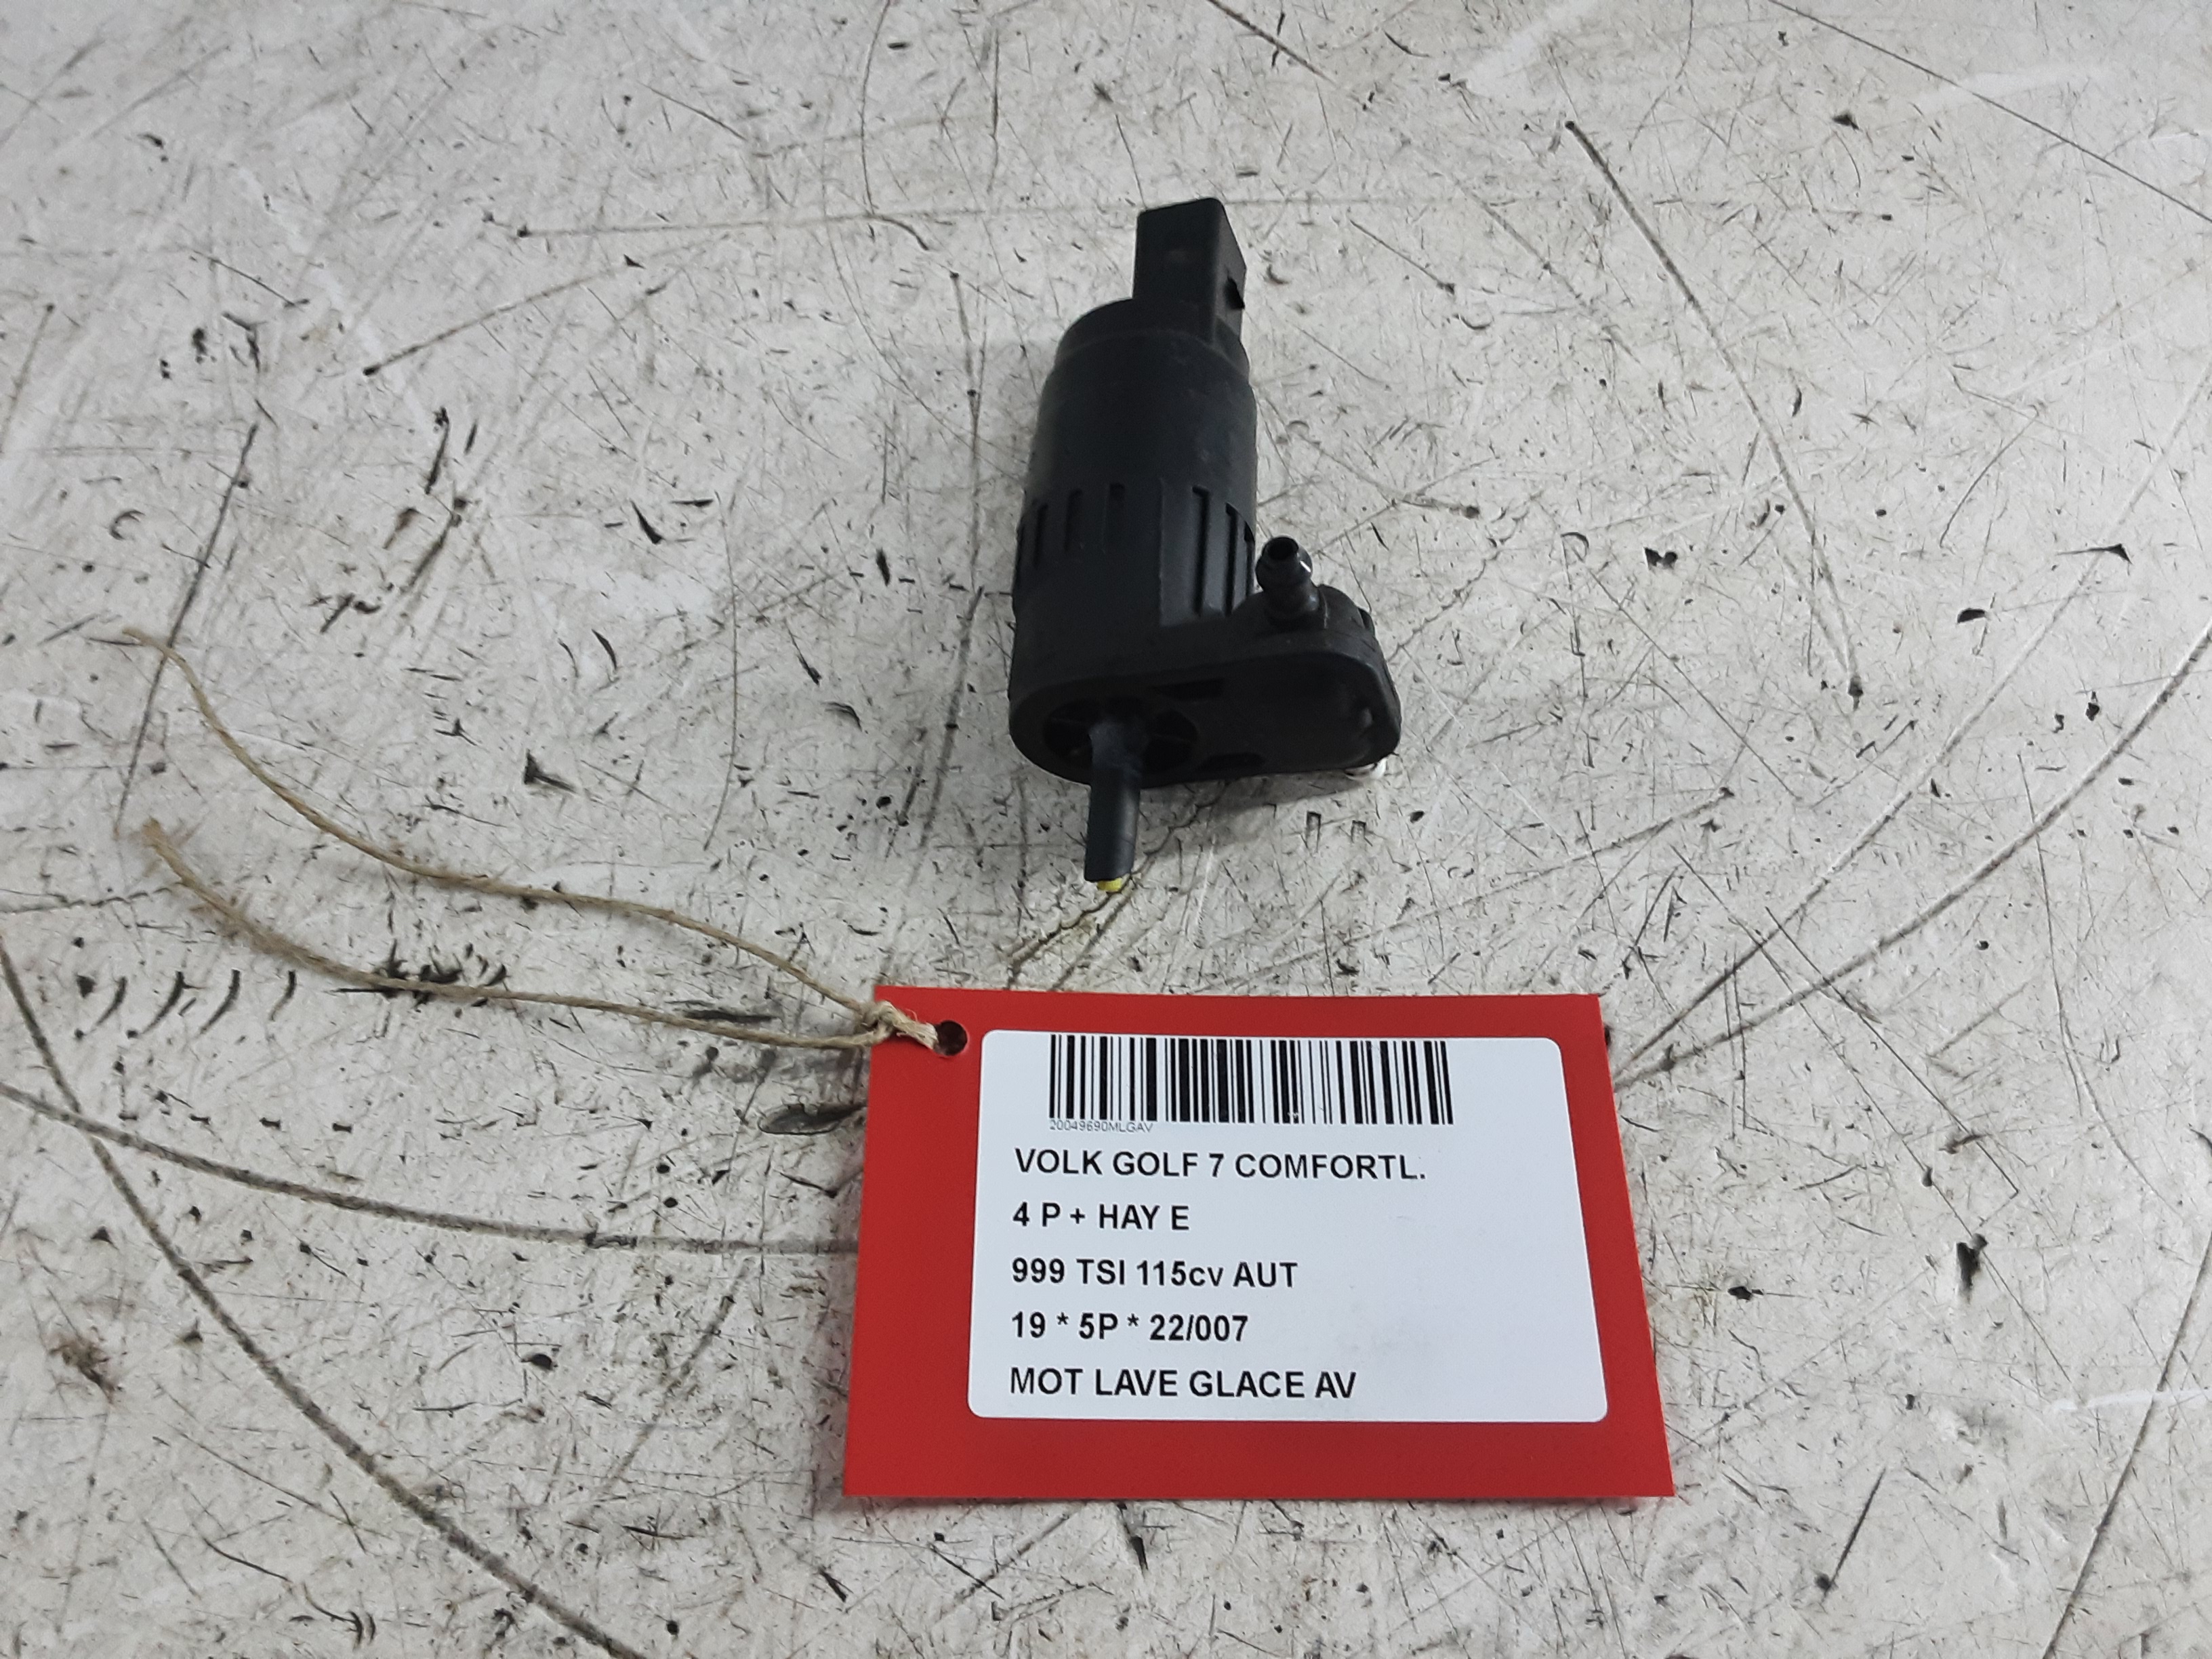 20049690MLGAV
VOLK GOLF 7 COMFORTL.
4 P + HAY E
999 TSI 115cv AUT
19 * 5P * 22/007
MOT LAVE GLACE AV